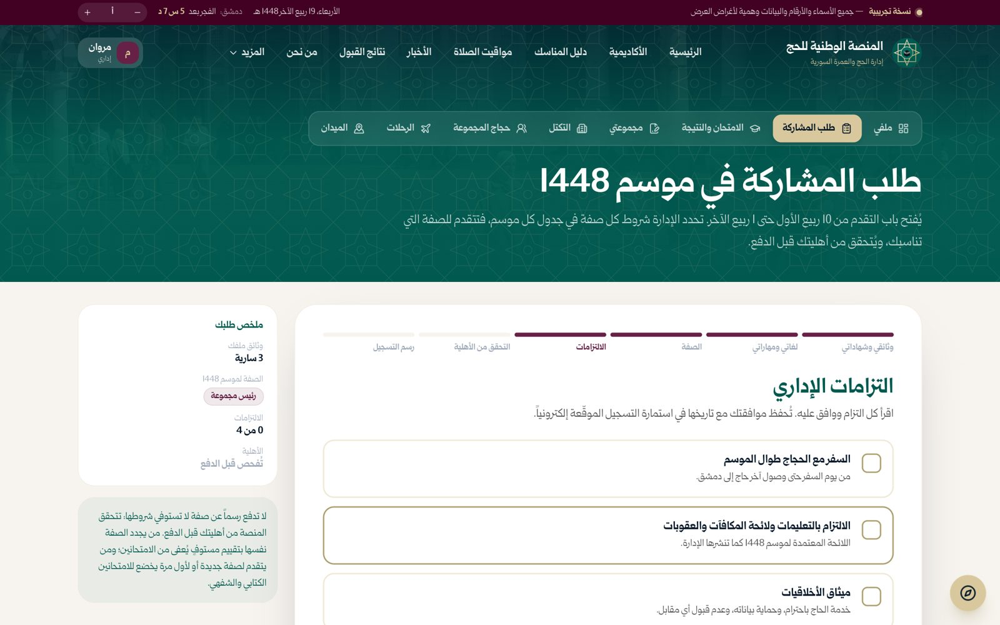 نسخة تجريبية — جميع الأسماء والأرقام والبيانات وهمية لأغراض العرض
الأربعاء، 19 ربيع الآخر 1448 هـ
دمشق: الفجر بعد 5 س 7 د
− أ +
المنصة الوطنية للحج
إدارة الحج والعمرة السورية
الرئيسية
الأكاديمية
دليل المناسك
مواقيت الصلاة
الأخبار
نتائج القبول
من نحن
المزيد
م
مروان
إداري
ملفي
طلب المشاركة
الامتحان والنتيجة
مجموعتي
التكتل
حجاج المجموعة
الرحلات
الميدان
طلب المشاركة في موسم 1448
يُفتح باب التقدم من 10 ربيع الأول حتى 1 ربيع الآخر. تحدد الإدارة شروط كل صفة في جدول كل موسم، فتتقدم للصفة التي
تناسبك، ويُتحقق من أهليتك قبل الدفع.
وثائقي وشهاداتي
لغاتي ومهاراتي
الصفة
الالتزامات
التحقق من الأهلية
رسم التسجيل
التزامات الإداري
اقرأ كل التزام ووافق عليه. تُحفظ موافقتك مع تاريخها في استمارة التسجيل الموقّعة إلكترونياً.
السفر مع الحجاج طوال الموسم
من يوم السفر حتى وصول آخر حاج إلى دمشق.
الالتزام بالتعليمات ولائحة المكافآت والعقوبات
اللائحة المعتمدة لموسم 1448 كما تنشرها الإدارة.
ميثاق الأخلاقيات
خدمة الحاج باحترام، وحماية بياناته، وعدم قبول أي مقابل.
ملخص طلبك
وثائق ملفك
3 سارية
الصفة لموسم 1448
رئيس مجموعة
الالتزامات
0 من 4
الأهلية
تُفحص قبل الدفع
لا تدفع رسماً عن صفة لا تستوفي شروطها: تتحقق
المنصة من أهليتك قبل الدفع. من يجدد الصفة
نفسها بتقييم مستوفٍ يُعفى من الامتحانين؛ ومن
يتقدم لصفة جديدة أو لأول مرة يخضع للامتحانين
الكتابي والشفهي.